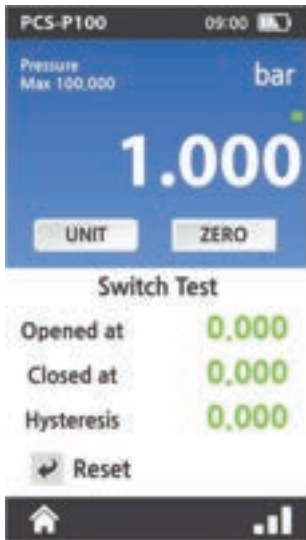 PCS-P100 09:00
Pressure bar
Max 100,000
1.000
UNIT ZERO
Switch Test
Opened at 0.000
Closed at 0.000
Hysteresis 0.000
Reset